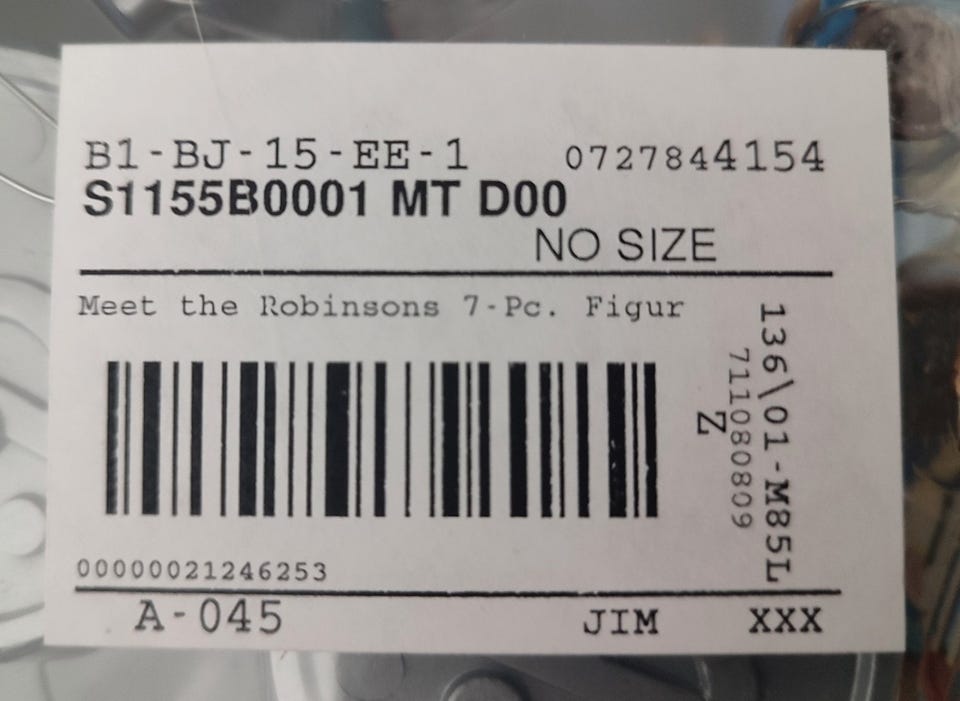 B1-BJ-15-EE-1 0727844154
S1155B0001 MT D00
NO SIZE
Meet the Robinsons 7-Pc. Figur
136\01-M85L
711080809
Z
00000021246253
A-045 JIM XXX